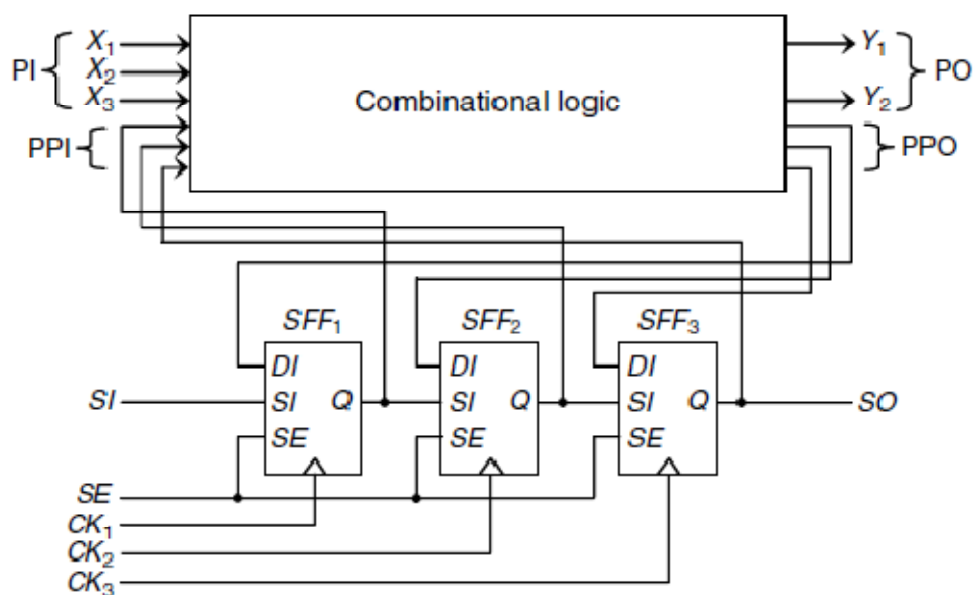 PI
X1
X2
X3
PPI
Combinational logic
Y1
Y2
PO
PPO
SFF1
SFF2
SFF3
DI
SI
Q
SE
DI
SI
Q
SE
DI
SI
Q
SE
SI
SO
SE
CK1
CK2
CK3